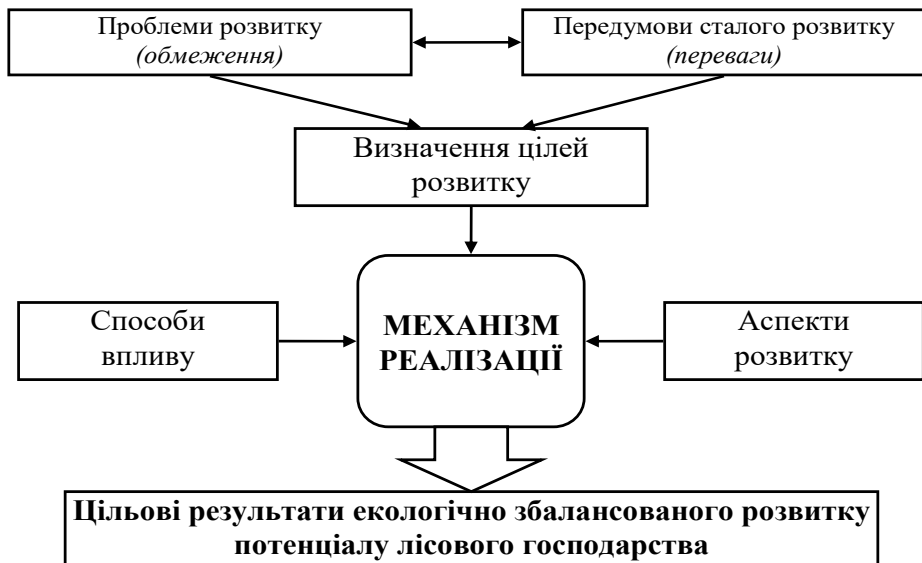 Проблеми розвитку
(обмеження)
Передумови сталого розвитку
(переваги)
Визначення цілей
розвитку
Способи
впливу
МЕХАНІЗМ
РЕАЛІЗАЦІЇ
Аспекти
розвитку
Цільові результати екологічно збалансованого розвитку
потенціалу лісового господарства